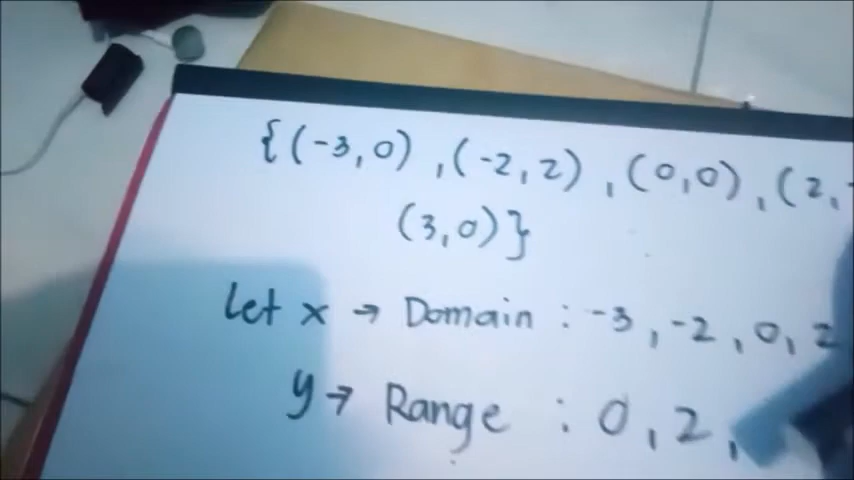 {(-3,0) ,(-2,2) ,(0,0) ,(2,-
(3,0)}
let x → Domain : -3, -2, 0, 2
y → Range : 0, 2,